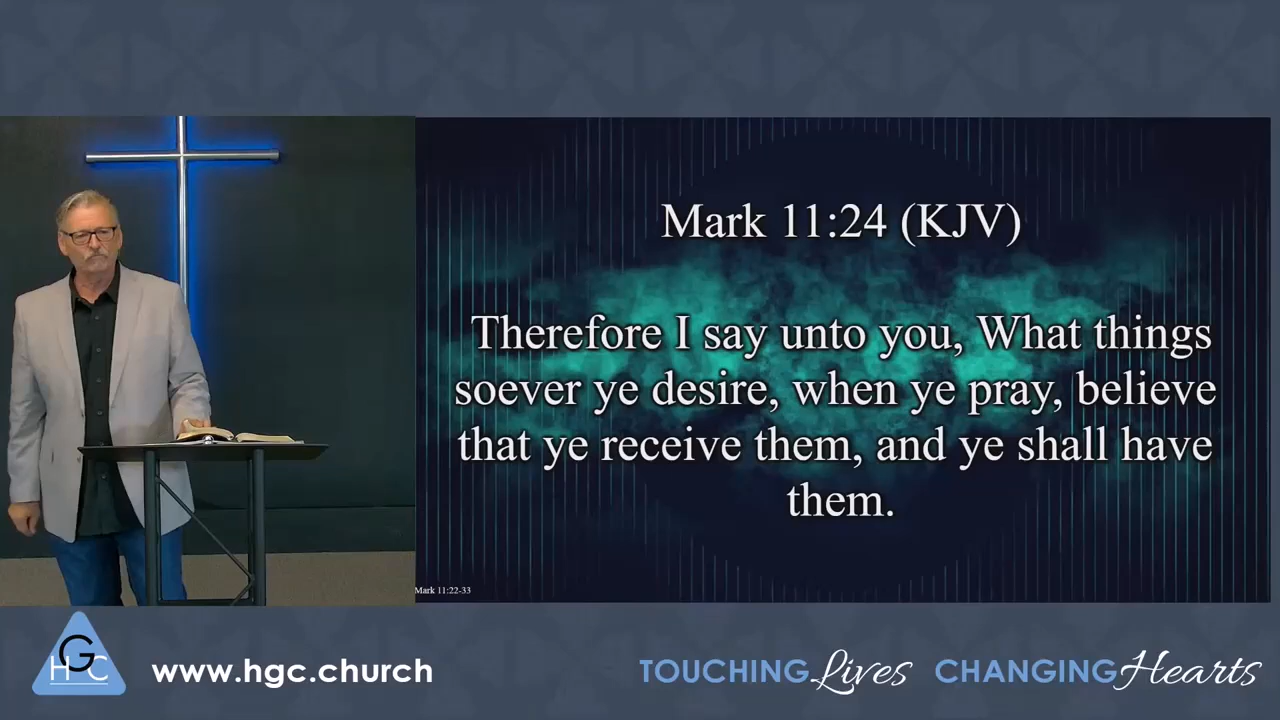 Mark 11:24 (KJV)
Therefore I say unto you, What things
soever ye desire, when ye pray, believe
that ye receive them, and ye shall have
them.
Mark 11:22-33
HGC
www.hgc.church
TOUCHING Lives CHANGING Hearts